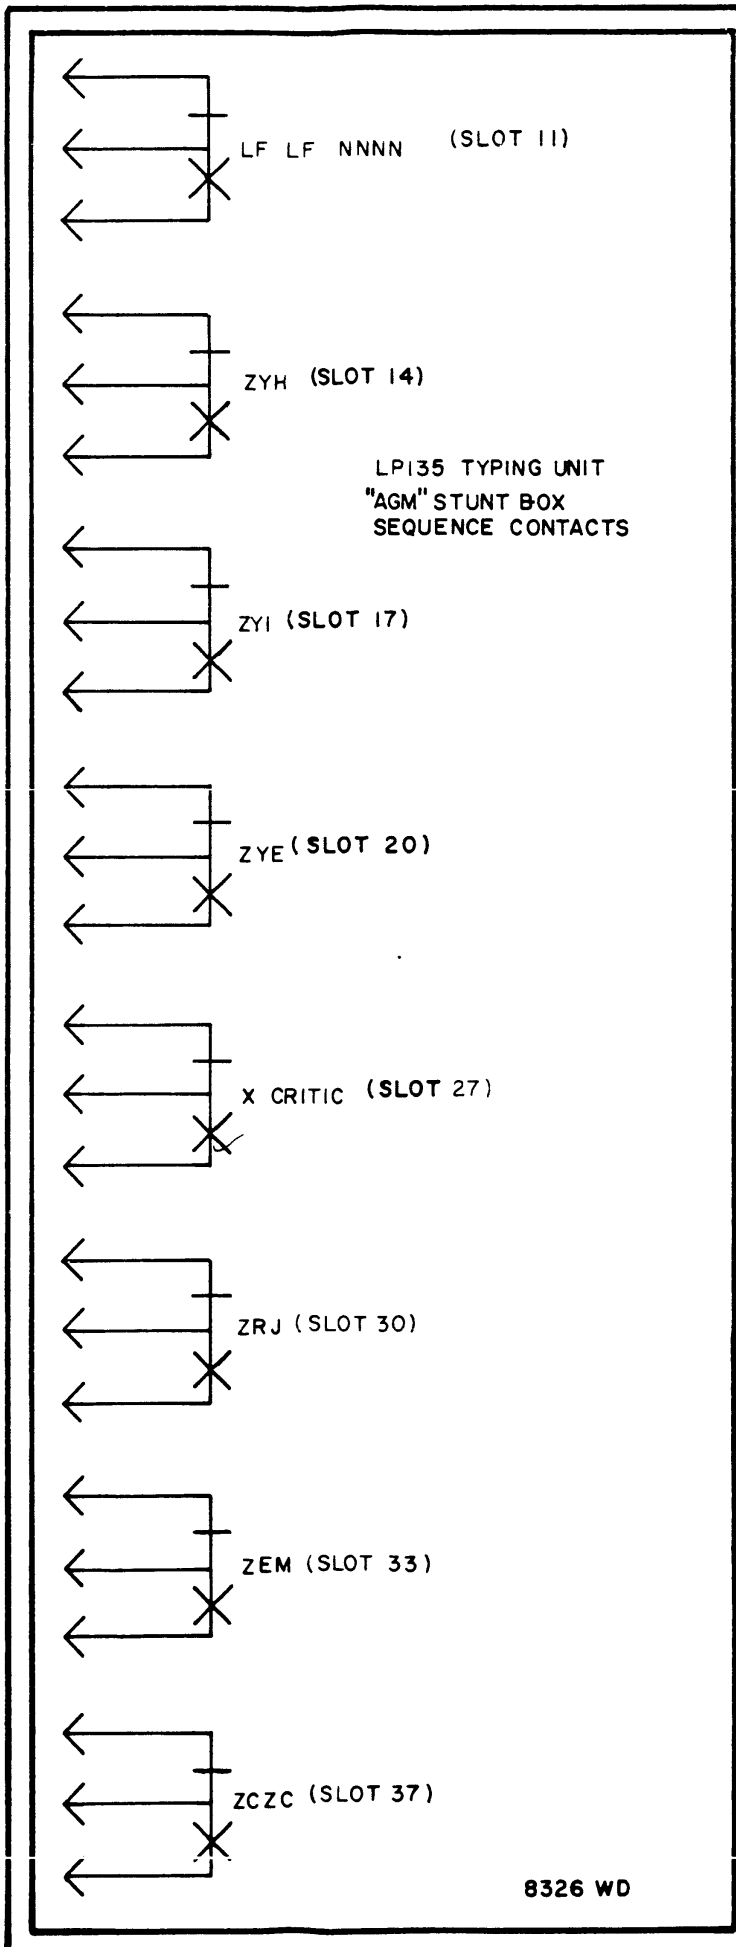 LF LF NNNN (SLOT 11)
ZYH (SLOT 14)
LP135 TYPING UNIT
"AGM" STUNT BOX
SEQUENCE CONTACTS
ZYI (SLOT 17)
ZYE (SLOT 20)
X CRITIC (SLOT 27)
ZRJ (SLOT 30)
ZEM (SLOT 33)
ZCZC (SLOT 37)
8326 WD